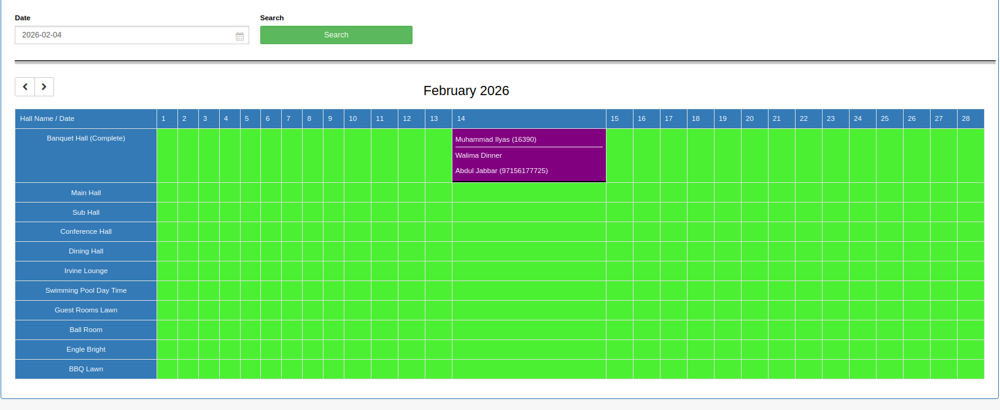 Date
Search
2026-02-04
Search
February 2026
Hall Name / Date 1 2 3 4 5 6 7 8 9 10 11 12 13 14 15 16 17 18 19 20 21 22 23 24 25 26 27 28
Banquet Hall (Complete)
Muhammad Ilyas (16390)
Walima Dinner
Abdul Jabbar (97156177725)
Main Hall
Sub Hall
Conference Hall
Dining Hall
Irvine Lounge
Swimming Pool Day Time
Guest Rooms Lawn
Ball Room
Engle Bright
BBQ Lawn